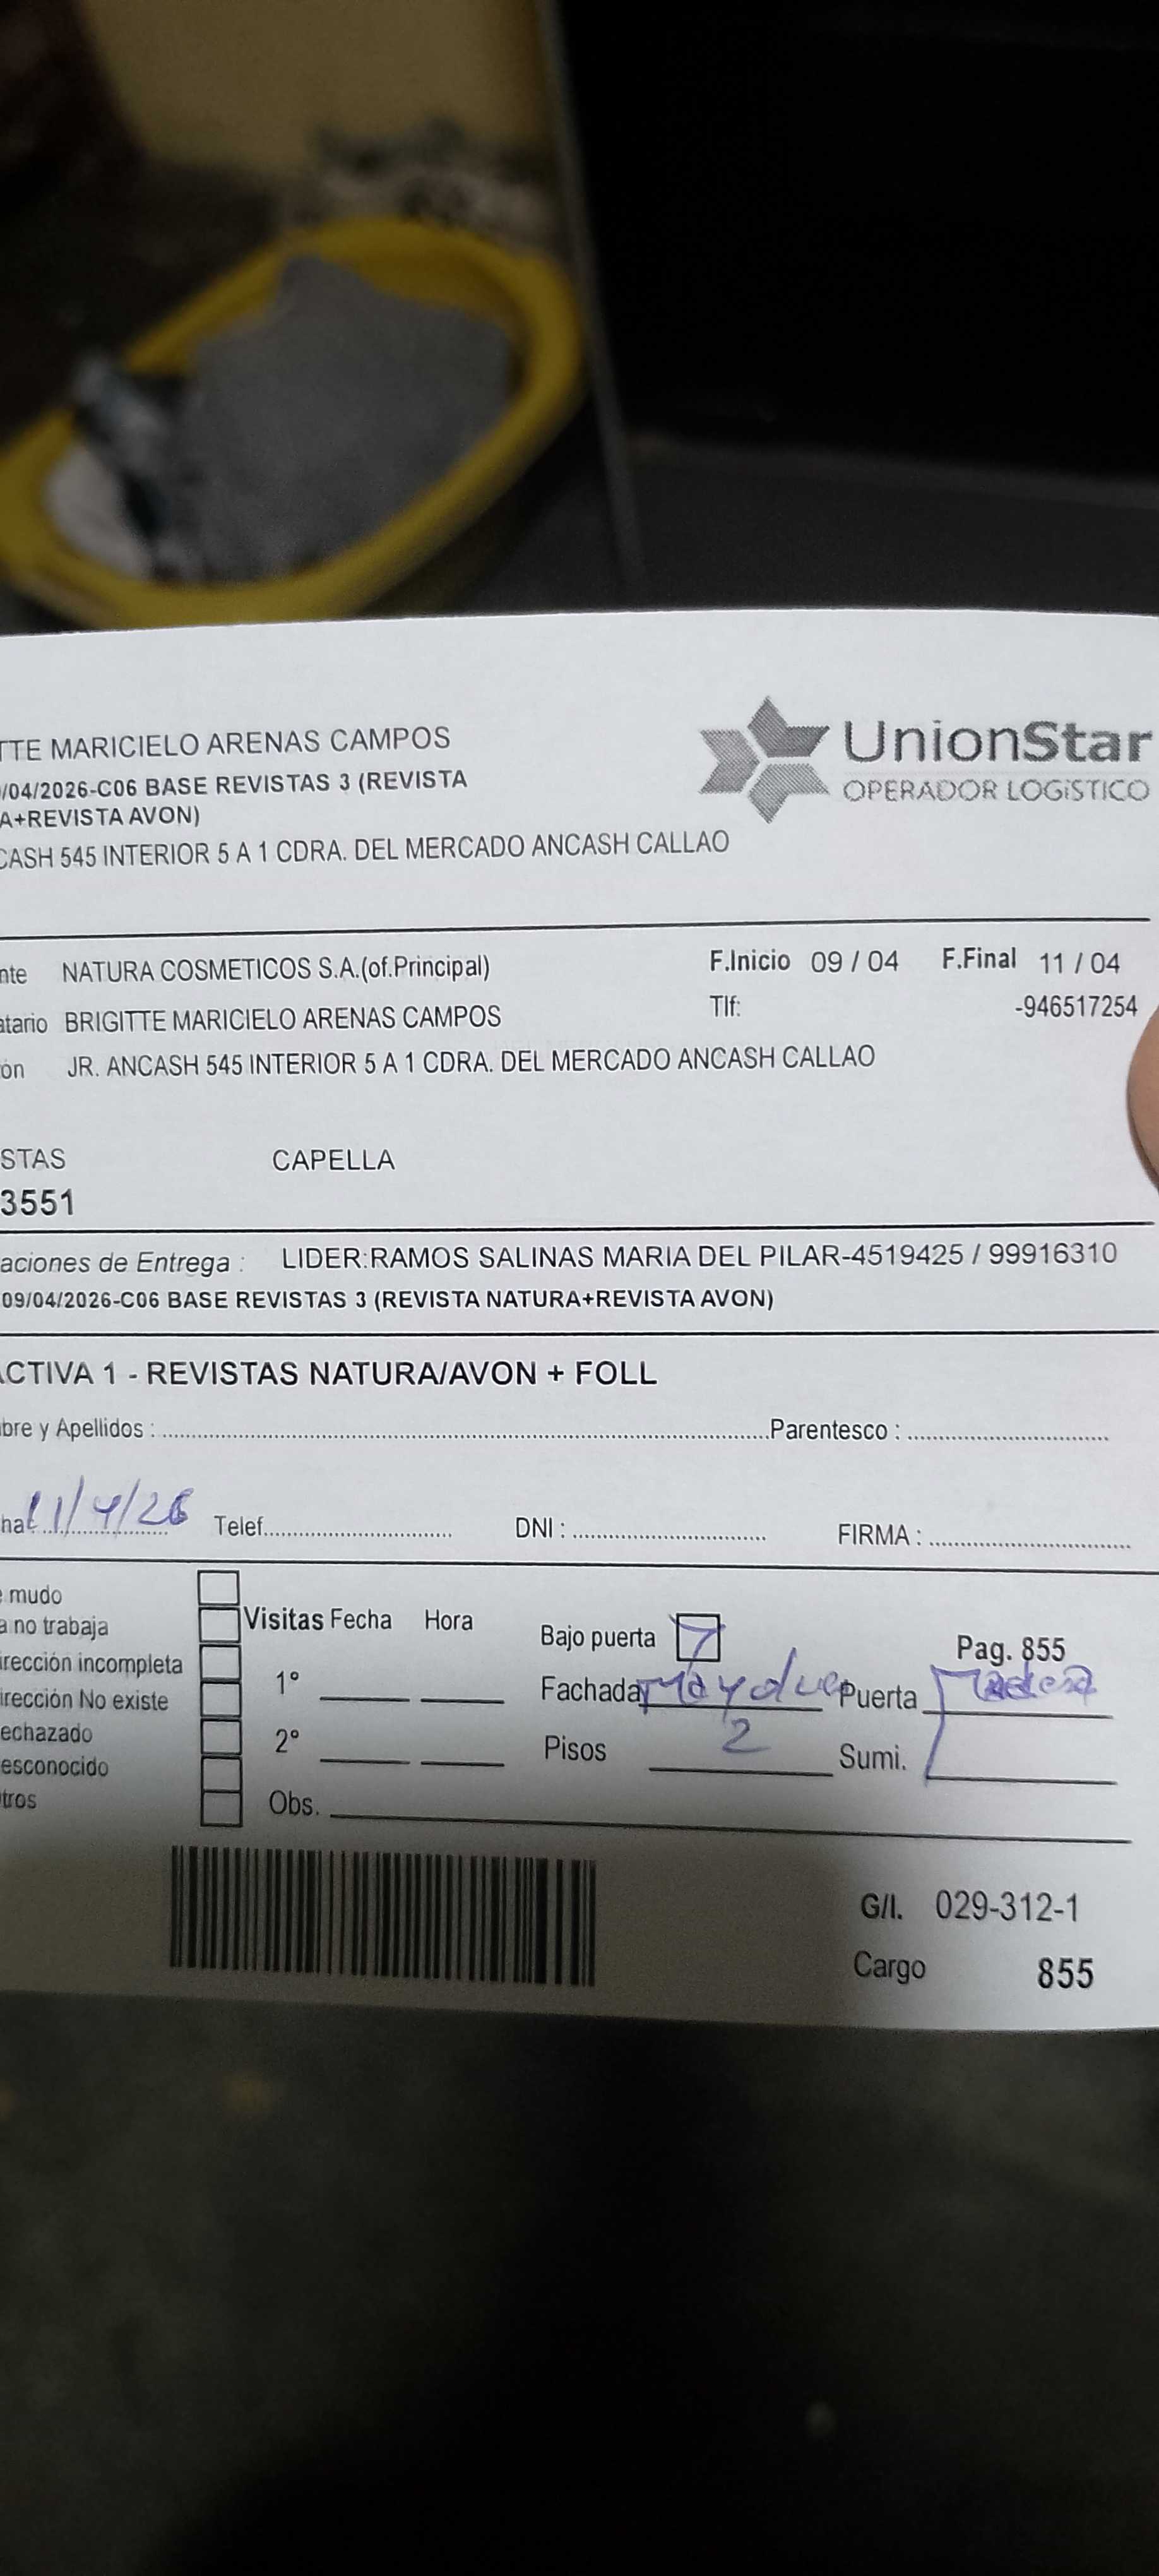 TTE MARICIELO ARENAS CAMPOS
/04/2026-C06 BASE REVISTAS 3 (REVISTA
A+REVISTA AVON)
CASH 545 INTERIOR 5 A 1 CDRA. DEL MERCADO ANCASH CALLAO
UnionStar
OPERADOR LOGÍSTICO
nte NATURA COSMETICOS S.A.(of.Principal) F.Inicio 09 / 04 F.Final 11 / 04
atario BRIGITTE MARICIELO ARENAS CAMPOS Tlf: -946517254
ón JR. ANCASH 545 INTERIOR 5 A 1 CDRA. DEL MERCADO ANCASH CALLAO
STAS CAPELLA
3551
aciones de Entrega : LIDER:RAMOS SALINAS MARIA DEL PILAR-4519425 / 99916310
09/04/2026-C06 BASE REVISTAS 3 (REVISTA NATURA+REVISTA AVON)
ACTIVA 1 - REVISTAS NATURA/AVON + FOLL
bre y Apellidos : Parentesco :
ha: 11/4/26 Telef. DNI : FIRMA :
e mudo
a no trabaja
irección incompleta
irección No existe
echazado
esconocido
tros
Visitas Fecha Hora
1°
2°
Obs.
Bajo puerta Pag. 855
Fachada Puerta Madera
Pisos 2 Sumi.
G/I. 029-312-1
Cargo 855